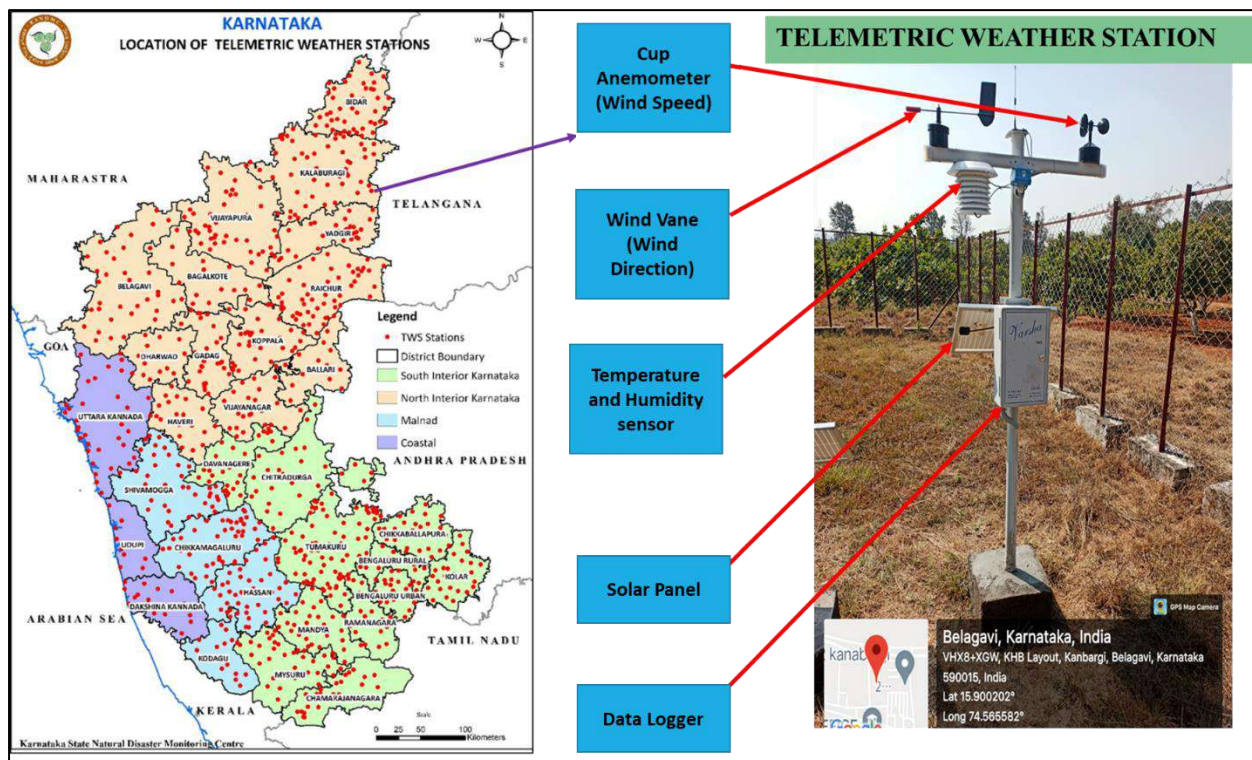 KARNATAKA
LOCATION OF TELEMETRIC WEATHER STATIONS
N
W
E
S
BIDAR
KALABURAGI
MAHARASTRA
TELANGANA
VIJAYAPURA
YADGIR
BAGALKOTE
BELAGAVI
RAICHUR
Legend
TWS Stations
District Boundary
South Interior Karnataka
North Interior Karnataka
Malnad
Coastal
GOA
DHARWAD
GADAG
KOPPALA
BALLARI
UTTARA KANNADA
HAVERI
VIJAYANAGAR
DAVANAGERE
CHITRADURGA
ANDHRA PRADESH
SHIVAMOGGA
UDUPI
CHIKKAMAGALURU
TUMAKURU
CHIKKABALLAPURA
BENGALURU RURAL
KOLAR
HASSAN
BENGALURU URBAN
DAKSHINA KANNADA
ARABIAN SEA
MANDYA
RAMANAGARA
TAMIL NADU
KODAGU
MYSURU
CHAMARAJANAGARA
KERALA
Scale
0 25 50 100
Kilometers
Karnataka State Natural Disaster Monitoring Centre
Cup
Anemometer
(Wind Speed)
Wind Vane
(Wind
Direction)
Temperature
and Humidity
sensor
Solar Panel
Data Logger
TELEMETRIC WEATHER STATION
Varsha
GPS Map Camera
kanab
2...
Google
Belagavi, Karnataka, India
VHX8+XGW, KHB Layout, Kanbargi, Belagavi, Karnataka
590015, India
Lat 15.900202°
Long 74.565582°